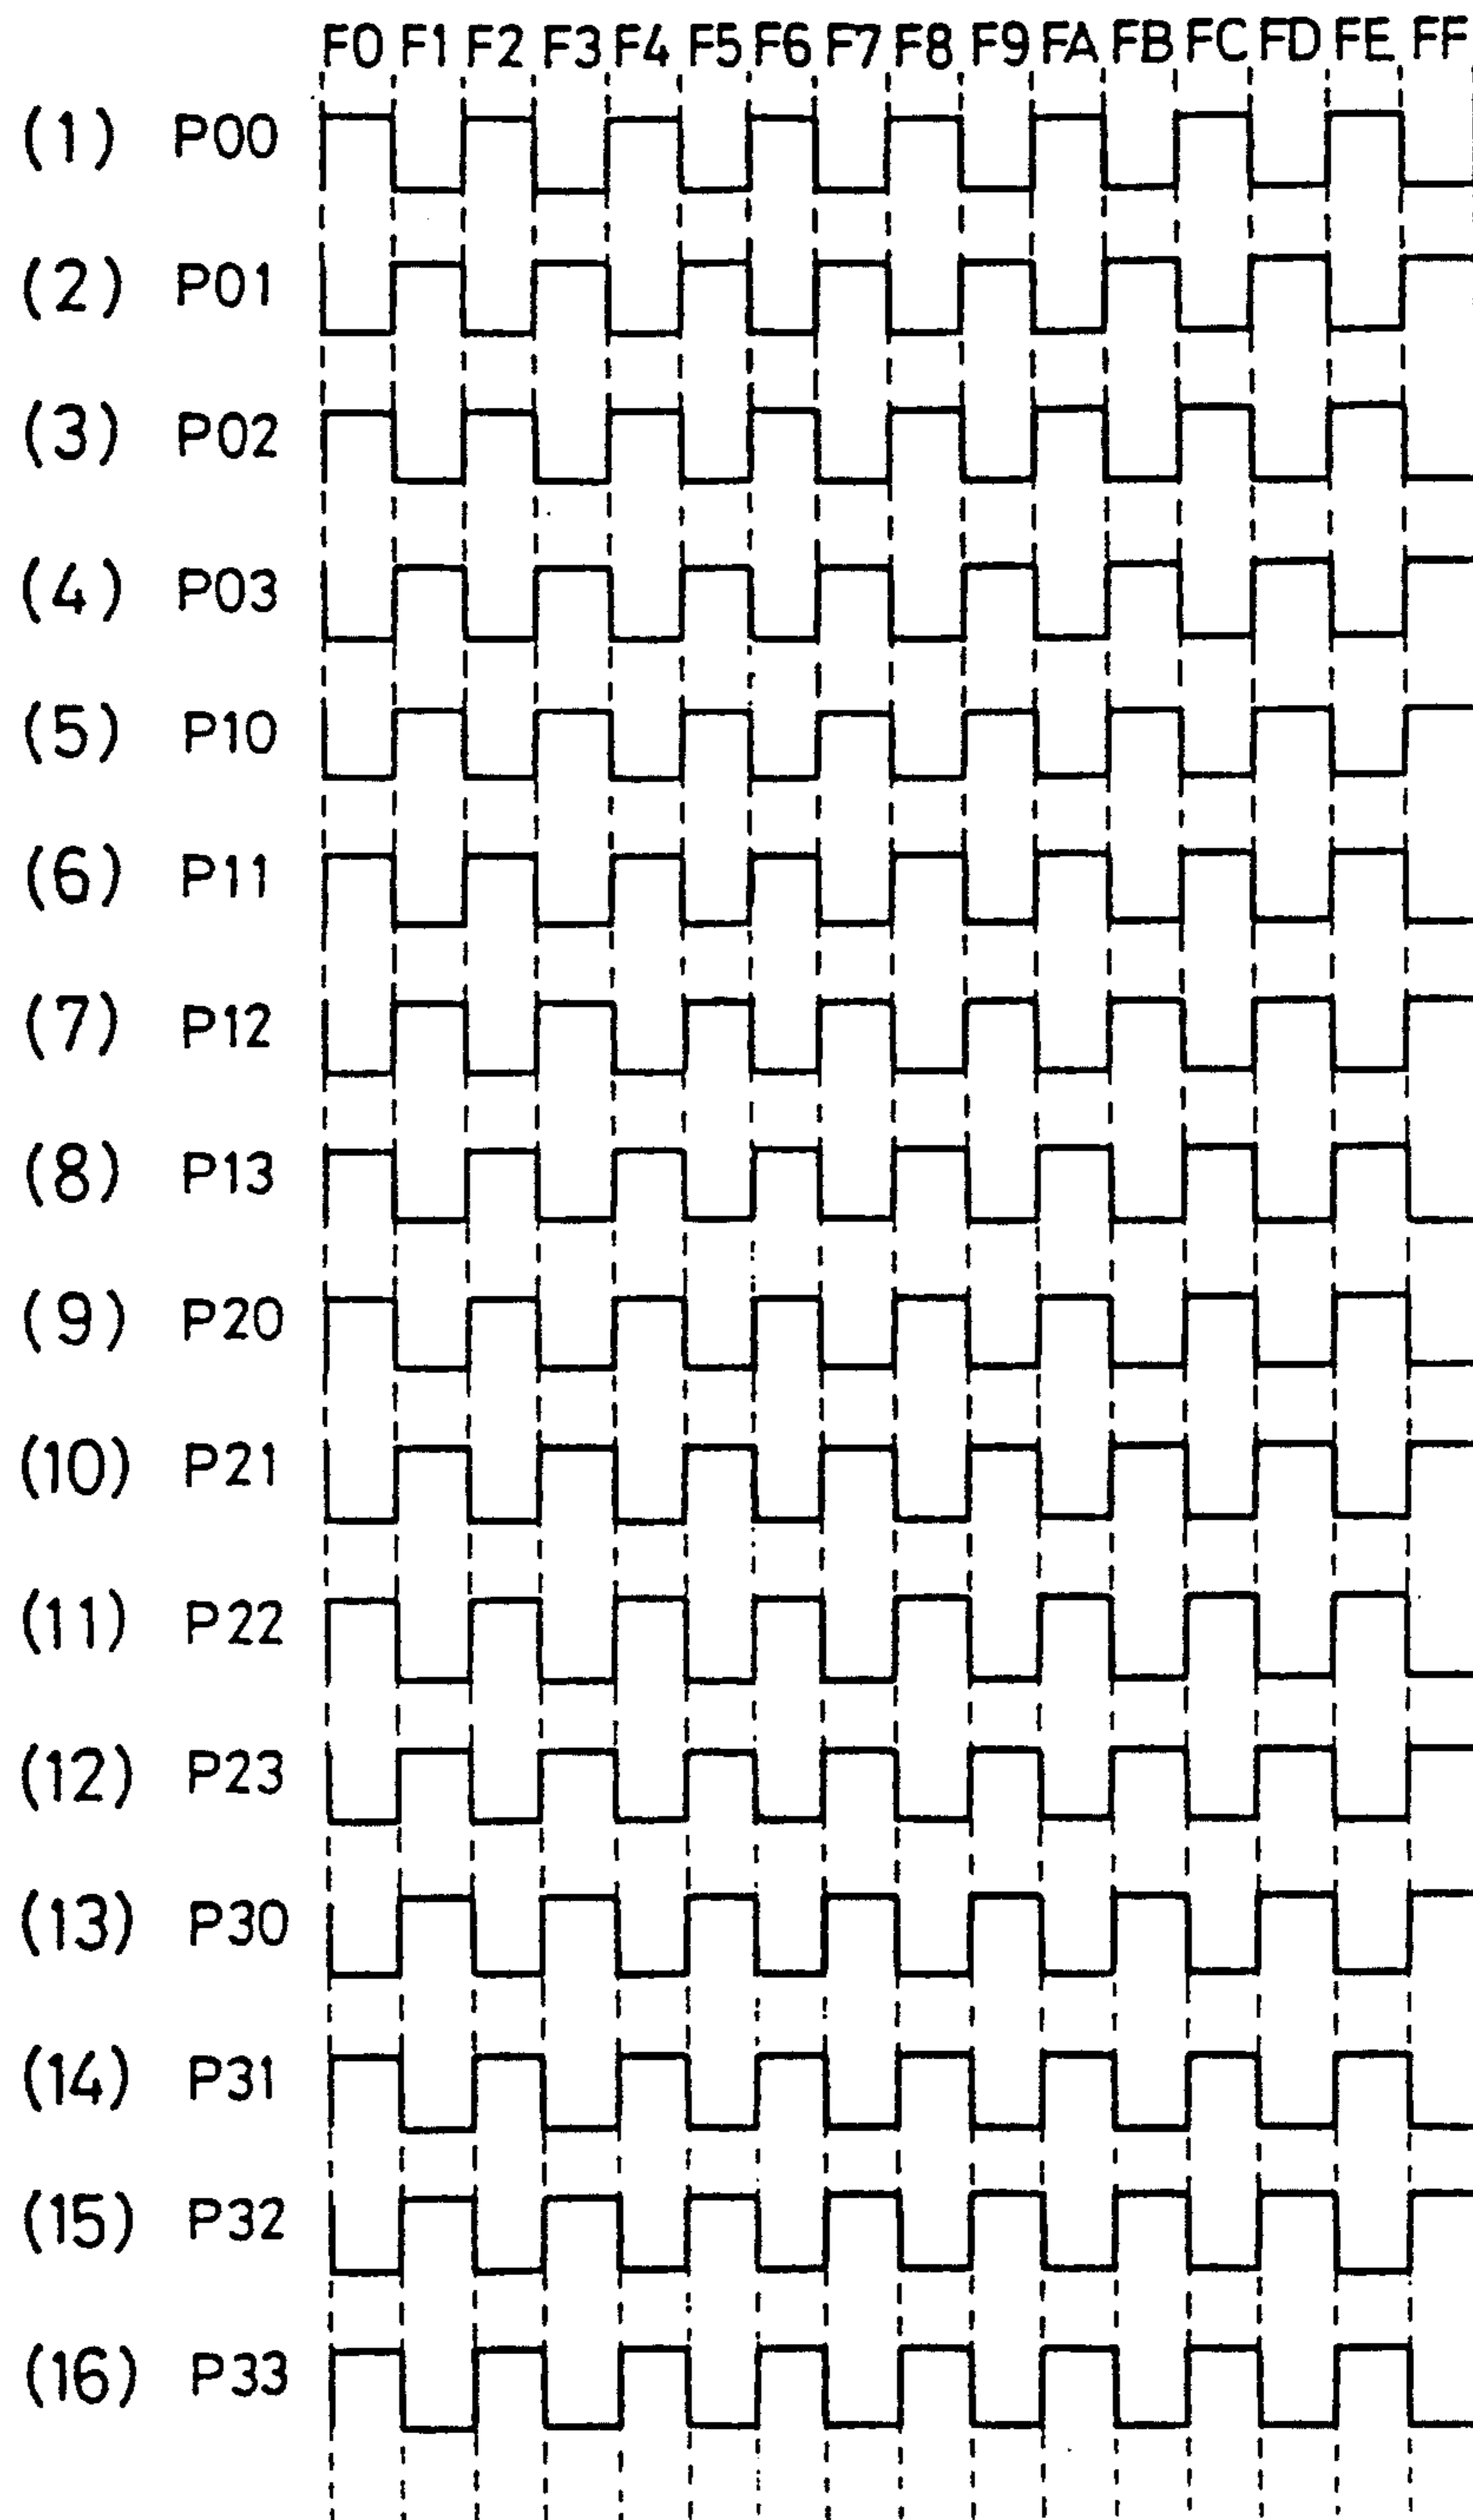 F0 F1 F2 F3 F4 F5 F6 F7 F8 F9 FA FB FC FD FE FF
(1) P00
(2) P01
(3) P02
(4) P03
(5) P10
(6) P11
(7) P12
(8) P13
(9) P20
(10) P21
(11) P22
(12) P23
(13) P30
(14) P31
(15) P32
(16) P33